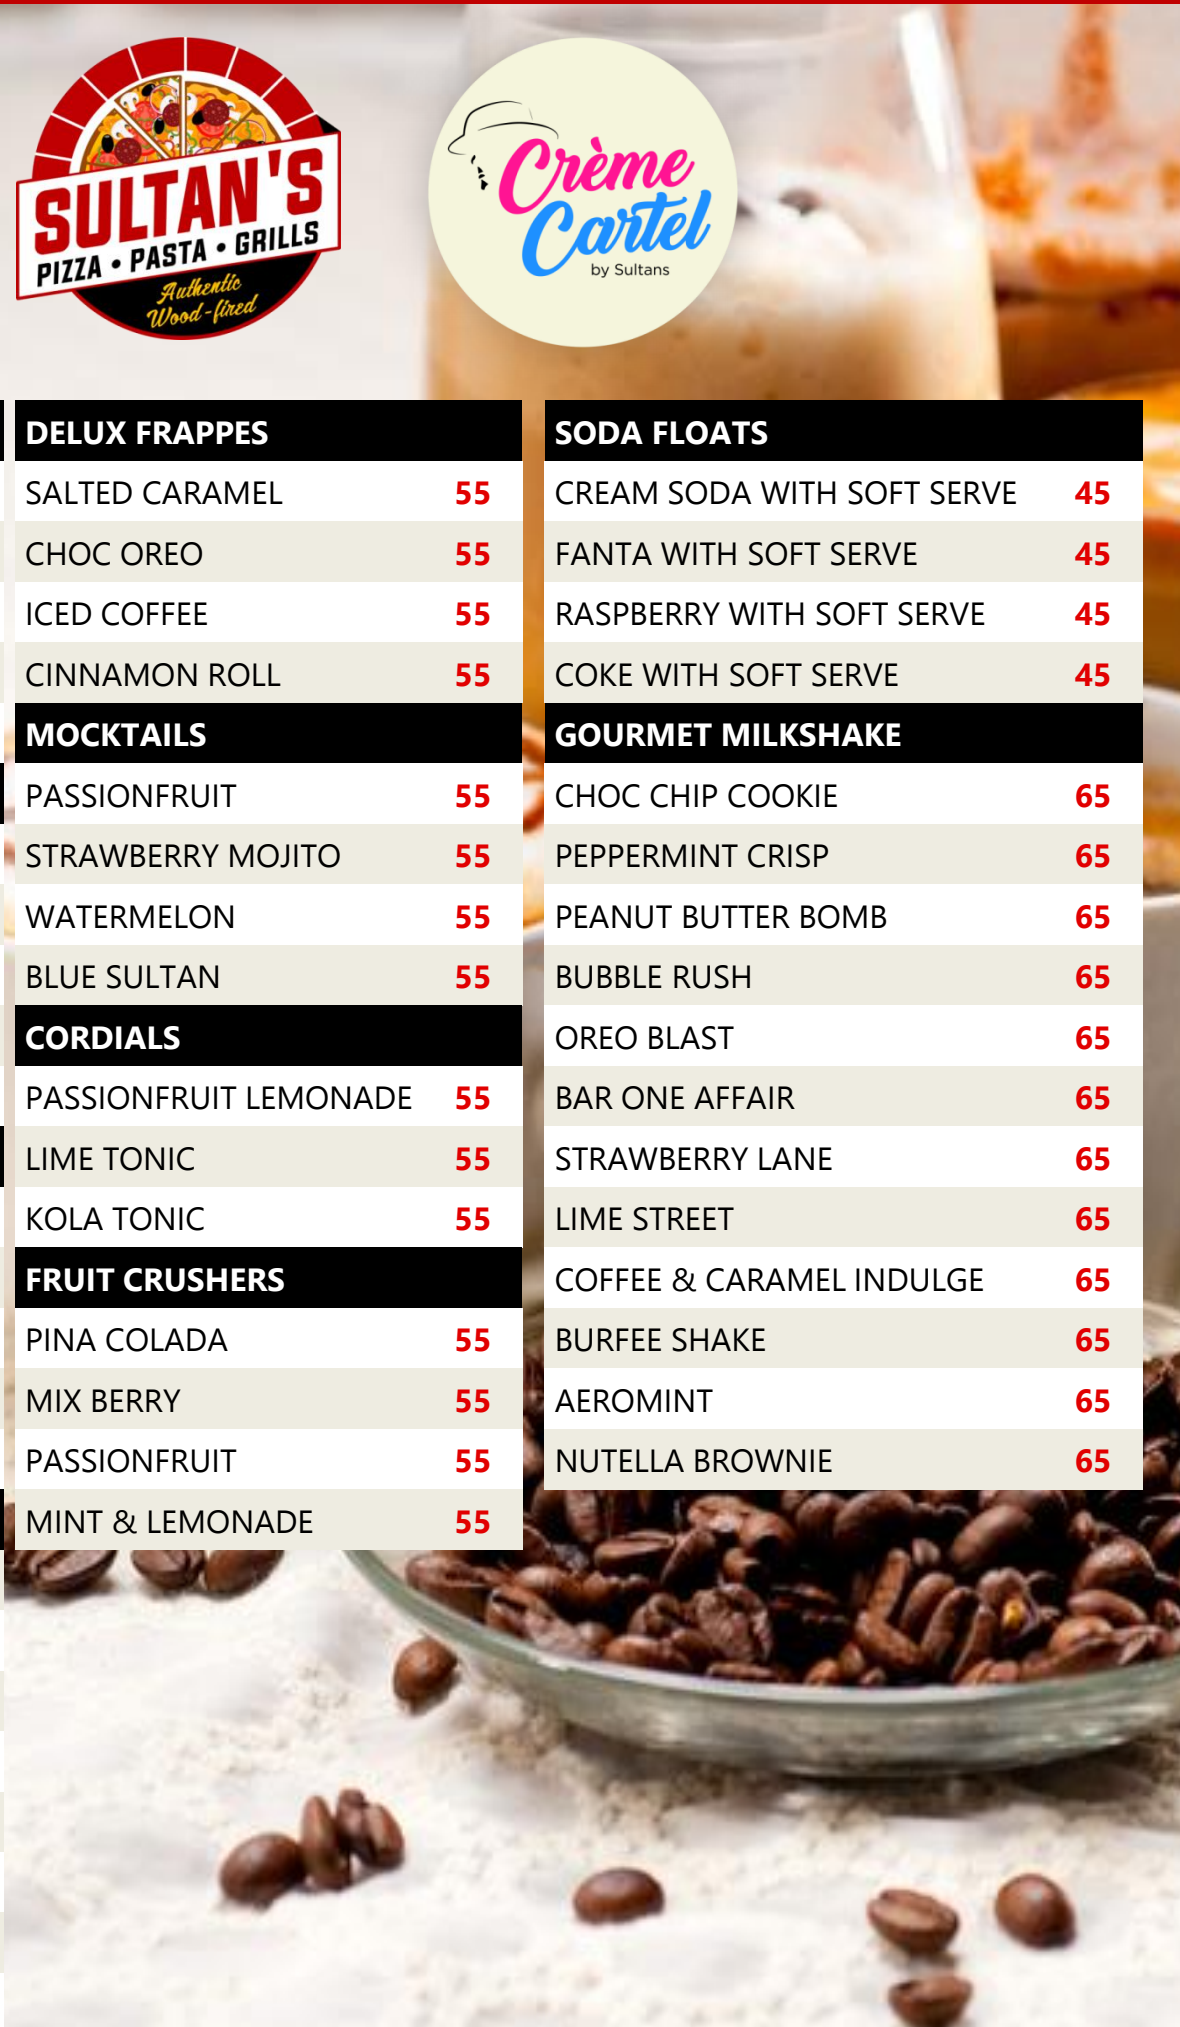 SULTAN'S
PIZZA • PASTA • GRILLS
Authentic
Wood-fired
Crème
Cartel
by Sultans
DELUX FRAPPES
SALTED CARAMEL 55
CHOC OREO 55
ICED COFFEE 55
CINNAMON ROLL 55
MOCKTAILS
PASSIONFRUIT 55
STRAWBERRY MOJITO 55
WATERMELON 55
BLUE SULTAN 55
CORDIALS
PASSIONFRUIT LEMONADE 55
LIME TONIC 55
KOLA TONIC 55
FRUIT CRUSHERS
PINA COLADA 55
MIX BERRY 55
PASSIONFRUIT 55
MINT & LEMONADE 55
SODA FLOATS
CREAM SODA WITH SOFT SERVE 45
FANTA WITH SOFT SERVE 45
RASPBERRY WITH SOFT SERVE 45
COKE WITH SOFT SERVE 45
GOURMET MILKSHAKE
CHOC CHIP COOKIE 65
PEPPERMINT CRISP 65
PEANUT BUTTER BOMB 65
BUBBLE RUSH 65
OREO BLAST 65
BAR ONE AFFAIR 65
STRAWBERRY LANE 65
LIME STREET 65
COFFEE & CARAMEL INDULGE 65
BURFEE SHAKE 65
AEROMINT 65
NUTELLA BROWNIE 65